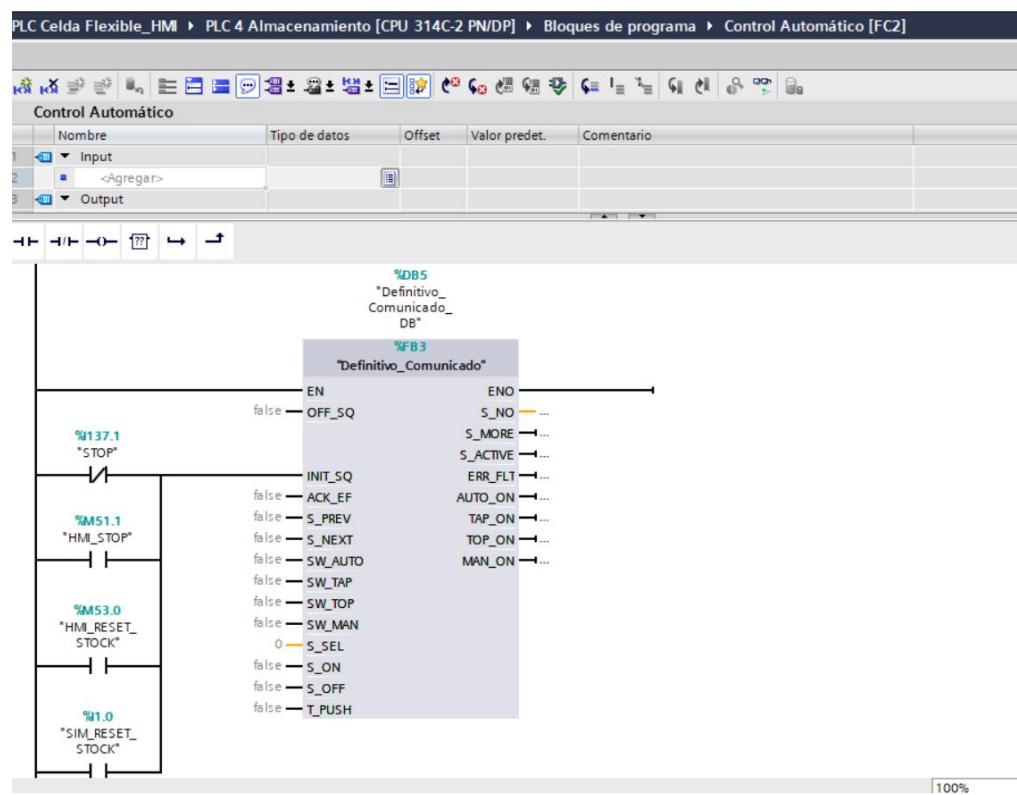 PLC Celda Flexible_HMI ▸ PLC 4 Almacenamiento [CPU 314C-2 PN/DP] ▸ Bloques de programa ▸ Control Automático [FC2]
Control Automático
Nombre Tipo de datos Offset Valor predet. Comentario
1 Input
2 <Agregar>
3 Output
??
%DB5
"Definitivo_
Comunicado_
DB"
%FB3
"Definitivo_Comunicado"
EN ENO
false OFF_SQ S_NO ...
S_MORE ...
S_ACTIVE ...
%I137.1
"STOP"
INIT_SQ ERR_FLT ...
false ACK_EF AUTO_ON ...
false S_PREV TAP_ON ...
%M51.1
"HMI_STOP"
false S_NEXT TOP_ON ...
false SW_AUTO MAN_ON ...
false SW_TAP
false SW_TOP
%M53.0
"HMI_RESET_
STOCK"
false SW_MAN
0 S_SEL
false S_ON
false S_OFF
false T_PUSH
%I1.0
"SIM_RESET_
STOCK"
100%